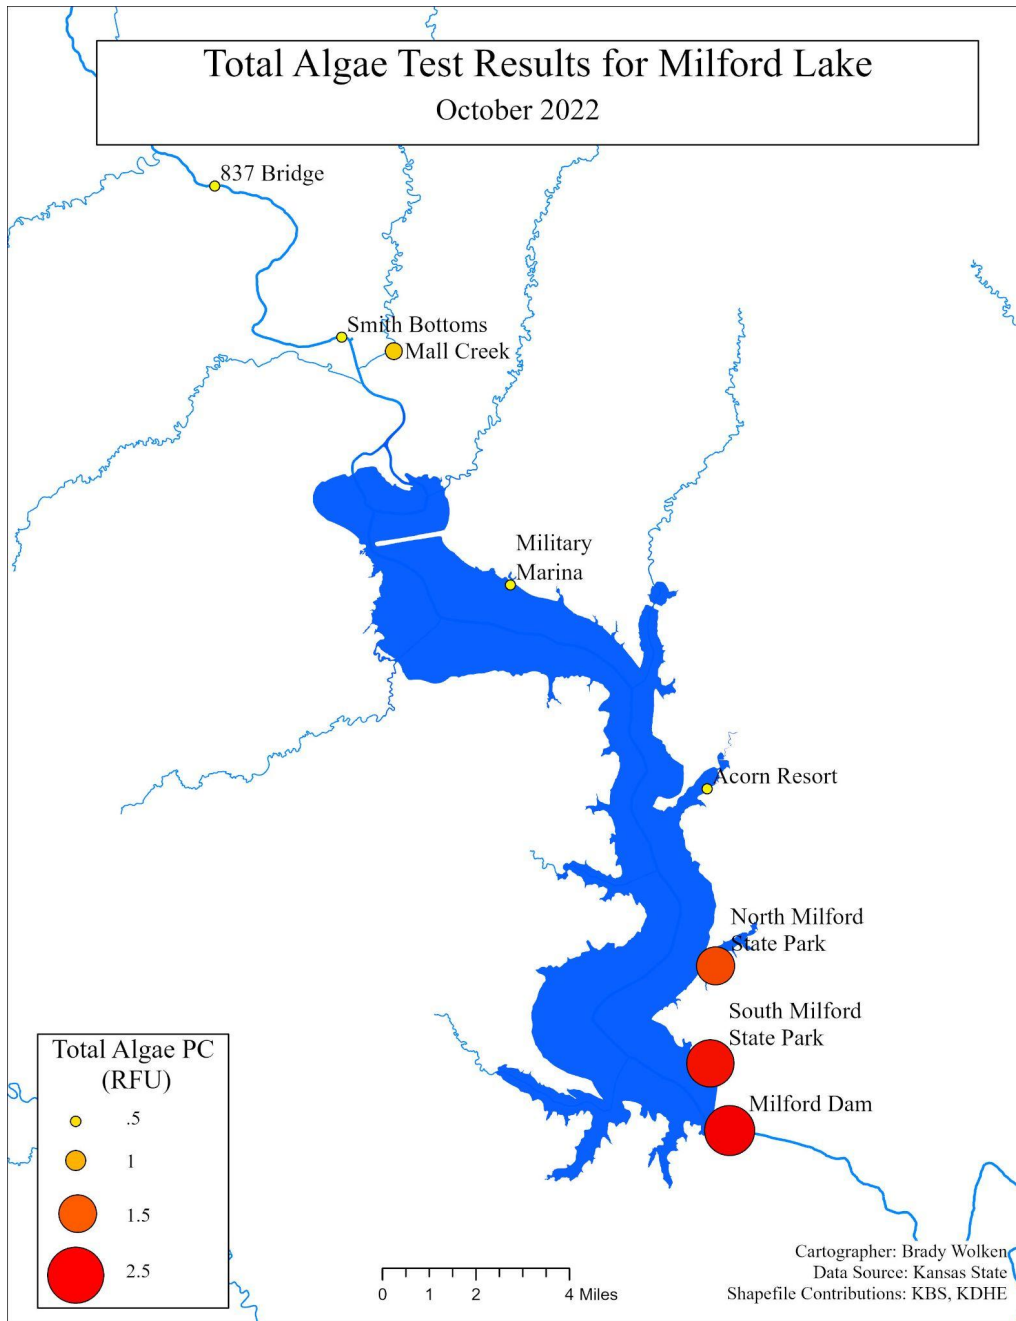 Total Algae Test Results for Milford Lake
October 2022
837 Bridge
Smith Bottoms
Mall Creek
Military
Marina
Acorn Resort
North Milford
State Park
South Milford
State Park
Milford Dam
Total Algae PC
(RFU)
.5
1
1.5
2.5
0 1 2 4 Miles
Cartographer: Brady Wolken
Data Source: Kansas State
Shapefile Contributions: KBS, KDHE